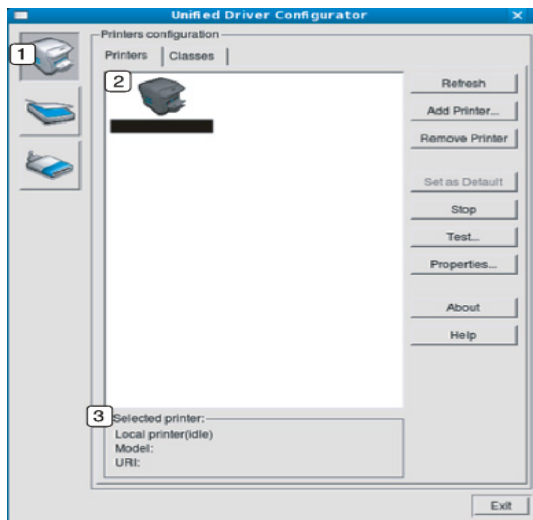 Unified Driver Configurator
Printers configuration
1
Printers
Classes
2
Refresh
Add Printer...
Remove Printer
Set as Default
Stop
Test...
Properties...
About
Help
3
Selected printer:
Local printer(idle)
Model:
URI:
Exit